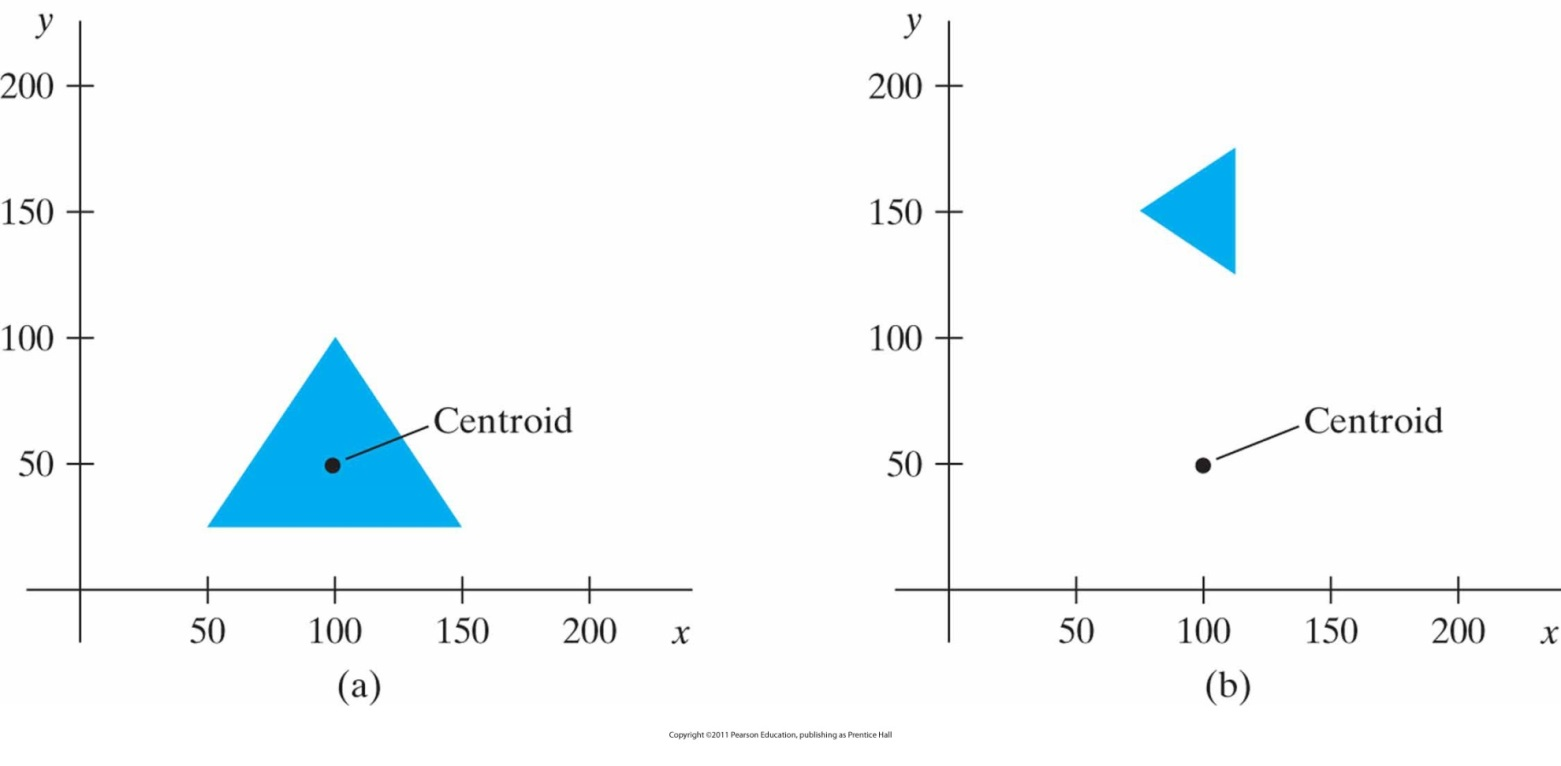 y
200
150
100
Centroid
50
50 100 150 200 x
(a)
y
200
150
100
Centroid
50
50 100 150 200 x
(b)
Copyright ©2011 Pearson Education, publishing as Prentice Hall